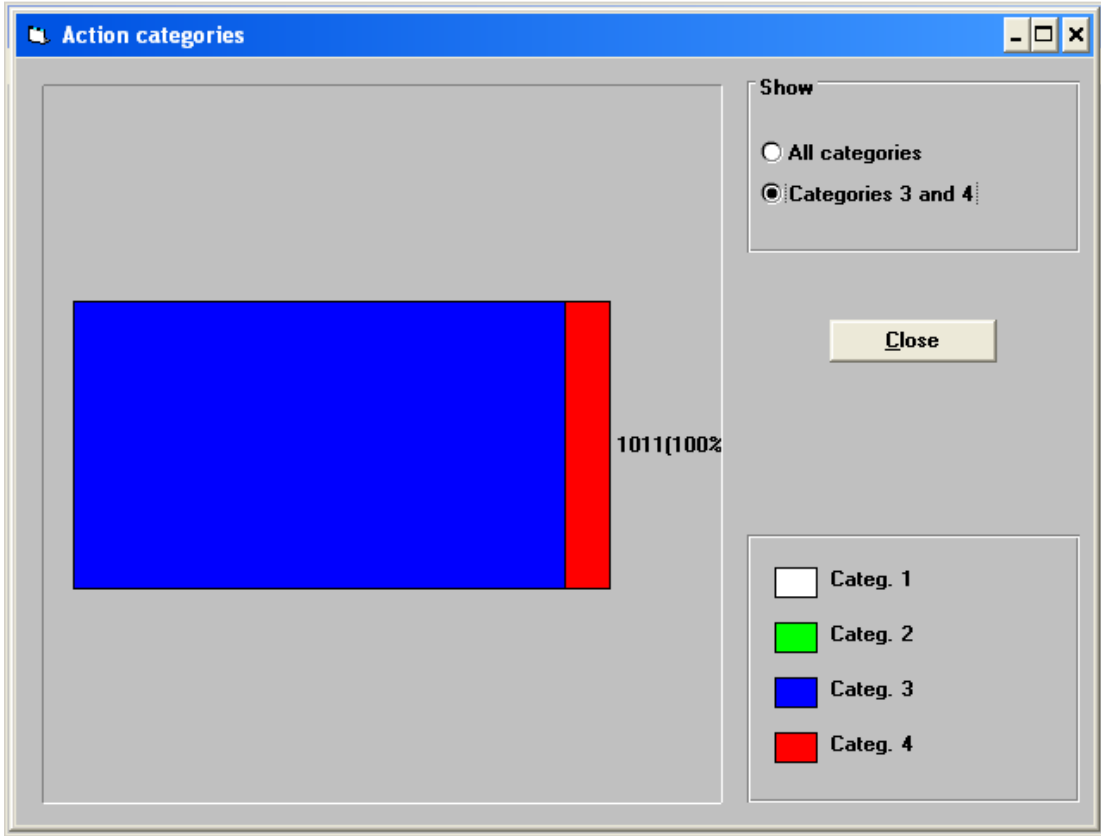 Action categories
Show
All categories
Categories 3 and 4
Close
1011(100%
Categ. 1
Categ. 2
Categ. 3
Categ. 4